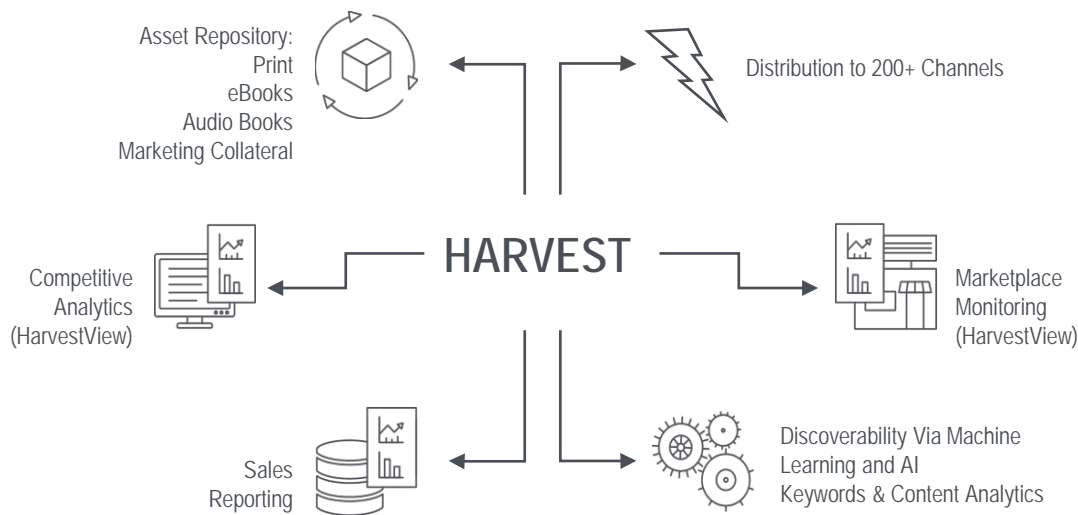 Asset Repository:
Print
eBooks
Audio Books
Marketing Collateral
Distribution to 200+ Channels
HARVEST
Competitive
Analytics
(HarvestView)
Marketplace
Monitoring
(HarvestView)
Sales
Reporting
Discoverability Via Machine
Learning and AI
Keywords & Content Analytics